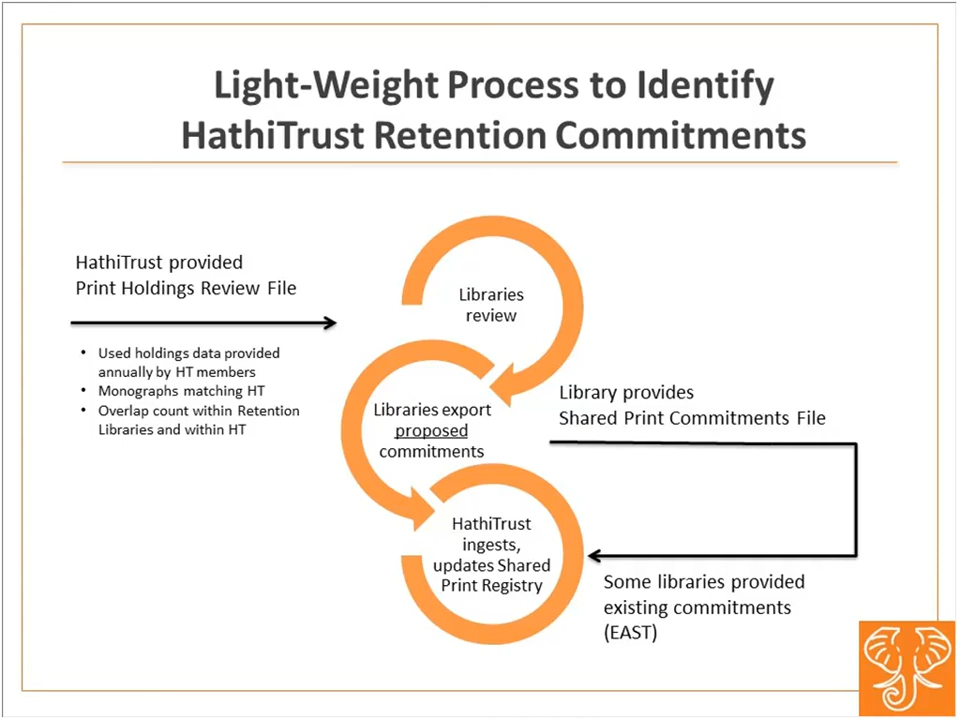 Light-Weight Process to Identify
HathiTrust Retention Commitments
HathiTrust provided
Print Holdings Review File
• Used holdings data provided
annually by HT members
• Monographs matching HT
• Overlap count within Retention
Libraries and within HT
Libraries
review
Libraries export
proposed
commitments
Library provides
Shared Print Commitments File
HathiTrust
ingests,
updates Shared
Print Registry
Some libraries provided
existing commitments
(EAST)